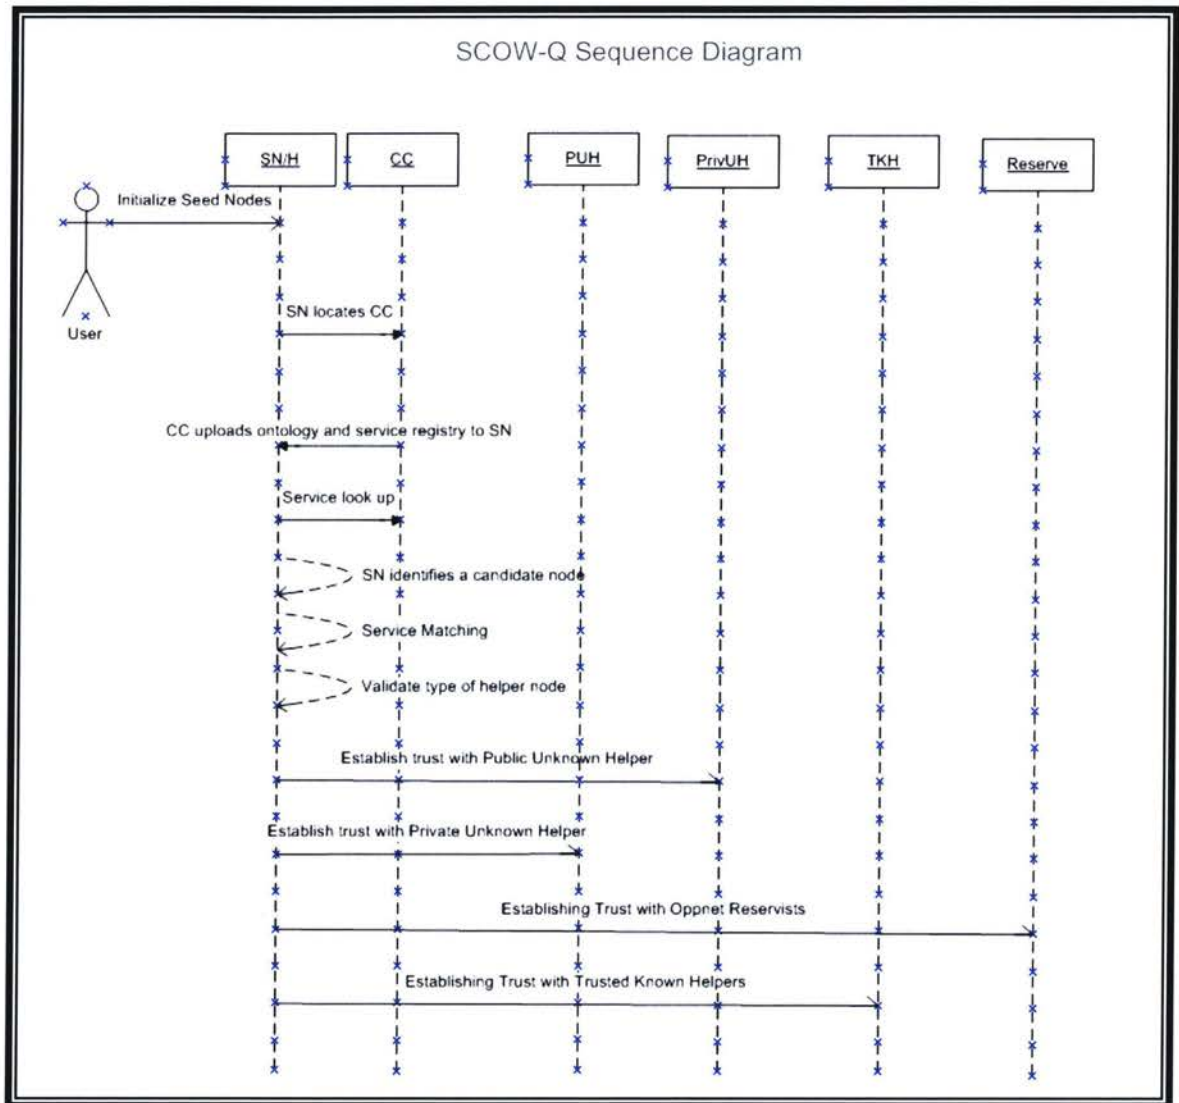 SCOW-Q Sequence Diagram
SN/H
CC
PUH
PrivUH
TKH
Reserve
Initialize Seed Nodes
SN locates CC
User
CC uploads ontology and service registry to SN
Service look up
SN identifies a candidate node
Service Matching
Validate type of helper node
Establish trust with Public Unknown Helper
Establish trust with Private Unknown Helper
Establishing Trust with Oppnet Reservists
Establishing Trust with Trusted Known Helpers